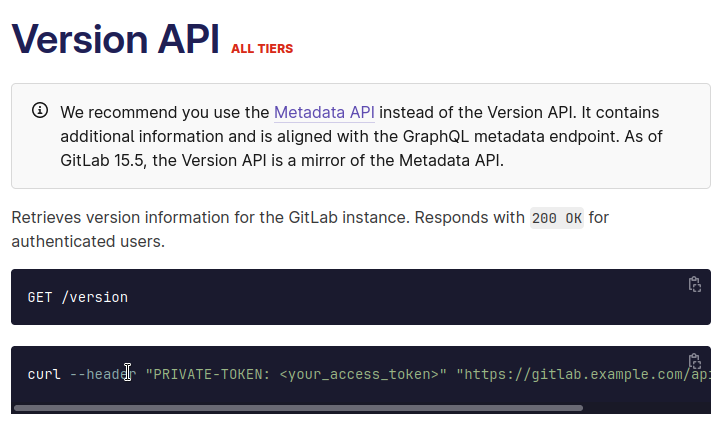 Version API ALL TIERS
We recommend you use the Metadata API instead of the Version API. It contains
additional information and is aligned with the GraphQL metadata endpoint. As of
GitLab 15.5, the Version API is a mirror of the Metadata API.
Retrieves version information for the GitLab instance. Responds with 200 OK for
authenticated users.
GET /version
curl --header "PRIVATE-TOKEN: <your_access_token>" "https://gitlab.example.com/api